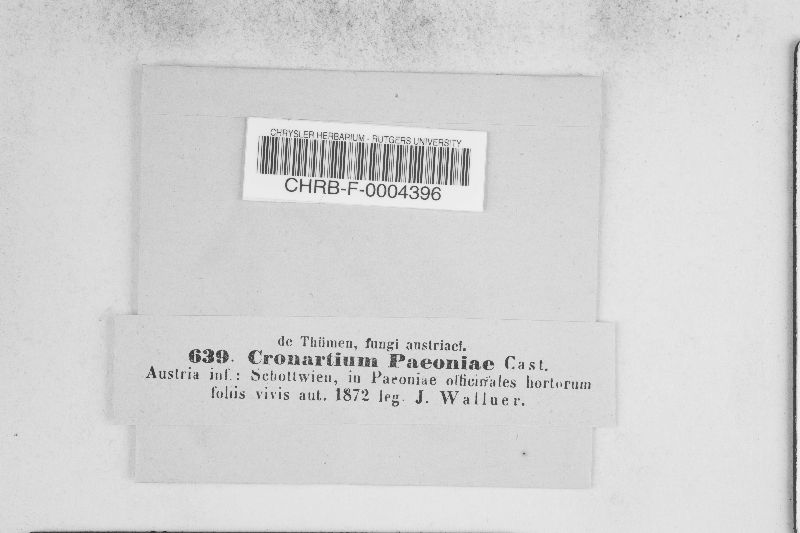 CHRYSLER HERBARIUM - RUTGERS UNIVERSITY
CHRB-F-0004396
de Thümen, fungi austriaci.
639. Cronartium Paeoniae Cast.
Austria inf.: Schottwien, in Paeoniae officinales hortorum
foliis vivis aut. 1872 leg. J. Wallner.